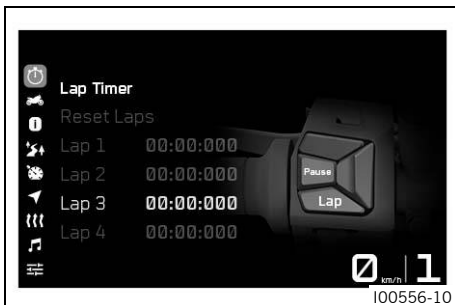 Lap Timer
Reset Laps
Lap 1 00:00:000
Lap 2 00:00:000
Pause
Lap 3 00:00:000
Lap
Lap 4 00:00:000
0 km/h 1
I00556-10